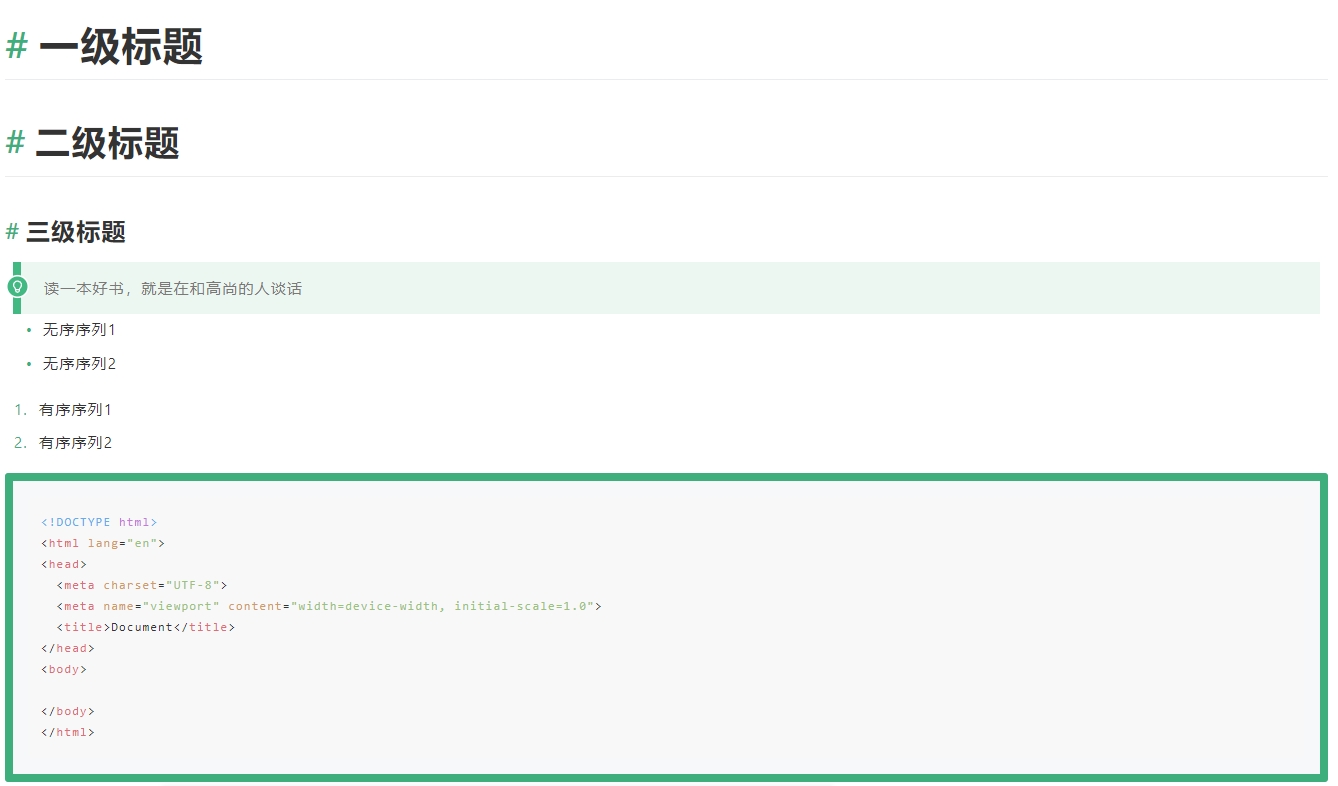 # 一级标题
# 二级标题
# 三级标题
读一本好书，就是在和高尚的人谈话
• 无序序列1
• 无序序列2
1. 有序序列1
2. 有序序列2
<!DOCTYPE html>
<html lang="en">
<head>
  <meta charset="UTF-8">
  <meta name="viewport" content="width=device-width, initial-scale=1.0">
  <title>Document</title>
</head>
<body>

</body>
</html>